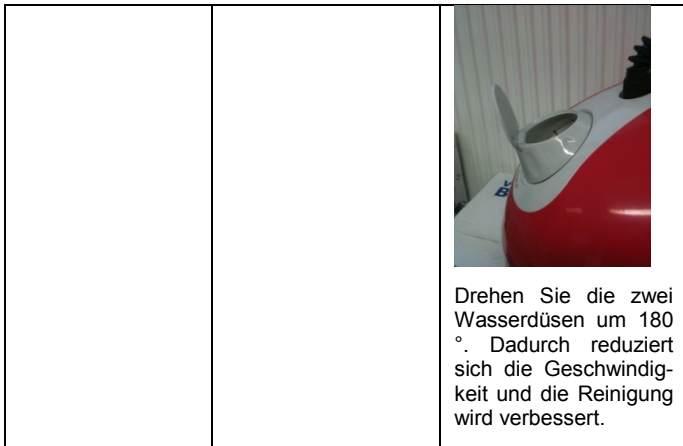 Drehen Sie die zwei
Wasserdüsen um 180
°. Dadurch reduziert
sich die Geschwindig-
keit und die Reinigung
wird verbessert.